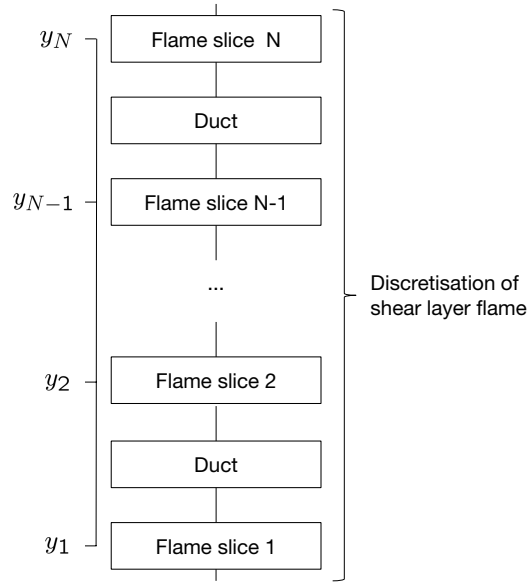 y_N
Flame slice N
Duct
y_{N-1}
Flame slice N-1
...
Discretisation of
shear layer flame
y_2
Flame slice 2
Duct
y_1
Flame slice 1